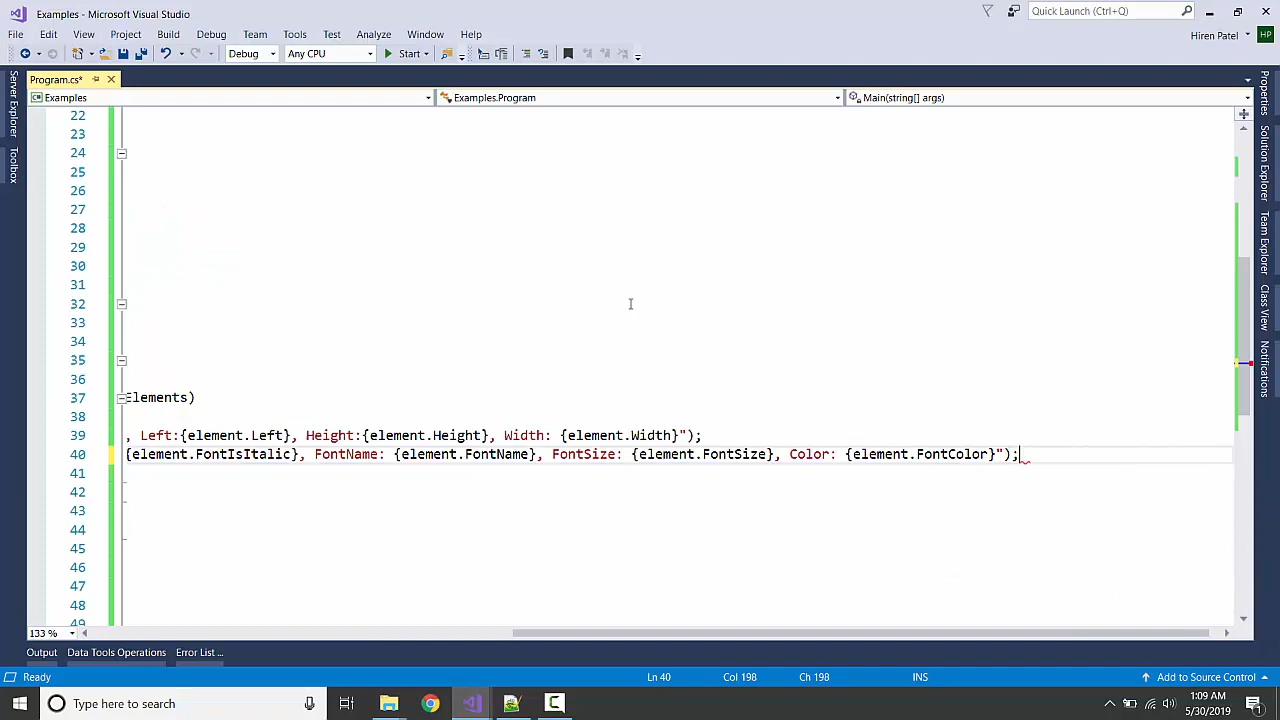 Examples - Microsoft Visual Studio
Quick Launch (Ctrl+Q)
File Edit View Project Build Debug Team Tools Test Analyze Window Help
Hiren Patel HP
Debug Any CPU Start
Server Explorer
Toolbox
Program.cs*
Examples Examples.Program Main(string[] args)
22
23
24
25
26
27
28
29
30
31
32
33
34
35
36
37 Elements)
38
39 , Left:{element.Left}, Height:{element.Height}, Width: {element.Width}");
40 {element.FontIsItalic}, FontName: {element.FontName}, FontSize: {element.FontSize}, Color: {element.FontColor}");
41
42
43
44
45
46
47
48
49
Properties
Solution Explorer
Team Explorer
Class View
Notifications
133 %
Output Data Tools Operations Error List ...
Ready Ln 40 Col 198 Ch 198 INS Add to Source Control
Type here to search
1:09 AM
5/30/2019
1